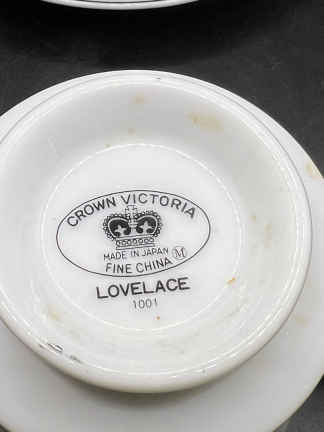 CROWN VICTORIA
MADE IN JAPAN M
FINE CHINA
LOVELACE
1001